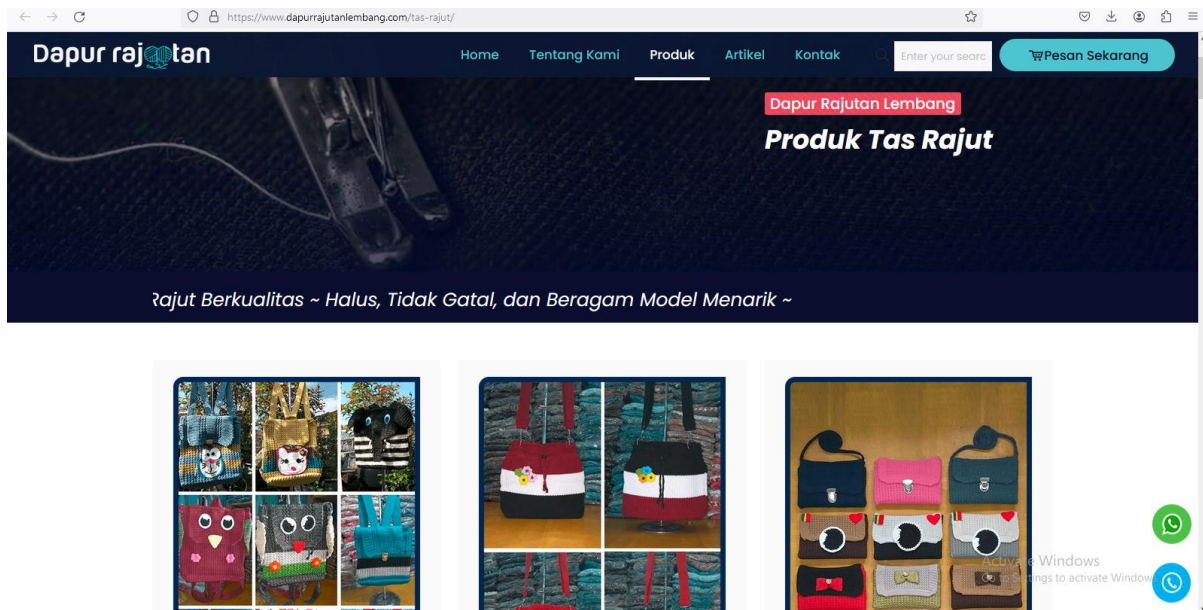 https://www.dapurrajutanlembang.com/tas-rajut/
Dapur rajutan
Home Tentang Kami Produk Artikel Kontak Enter your searc Pesan Sekarang
Dapur Rajutan Lembang
Produk Tas Rajut
Rajut Berkualitas ~ Halus, Tidak Gatal, dan Beragam Model Menarik ~
Activate Windows
Go to Settings to activate Windows.